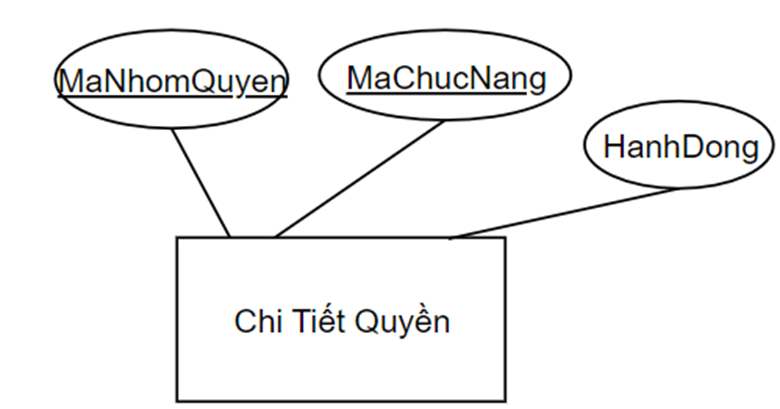 MaNhomQuyen
MaChucNang
HanhDong
Chi Tiết Quyền